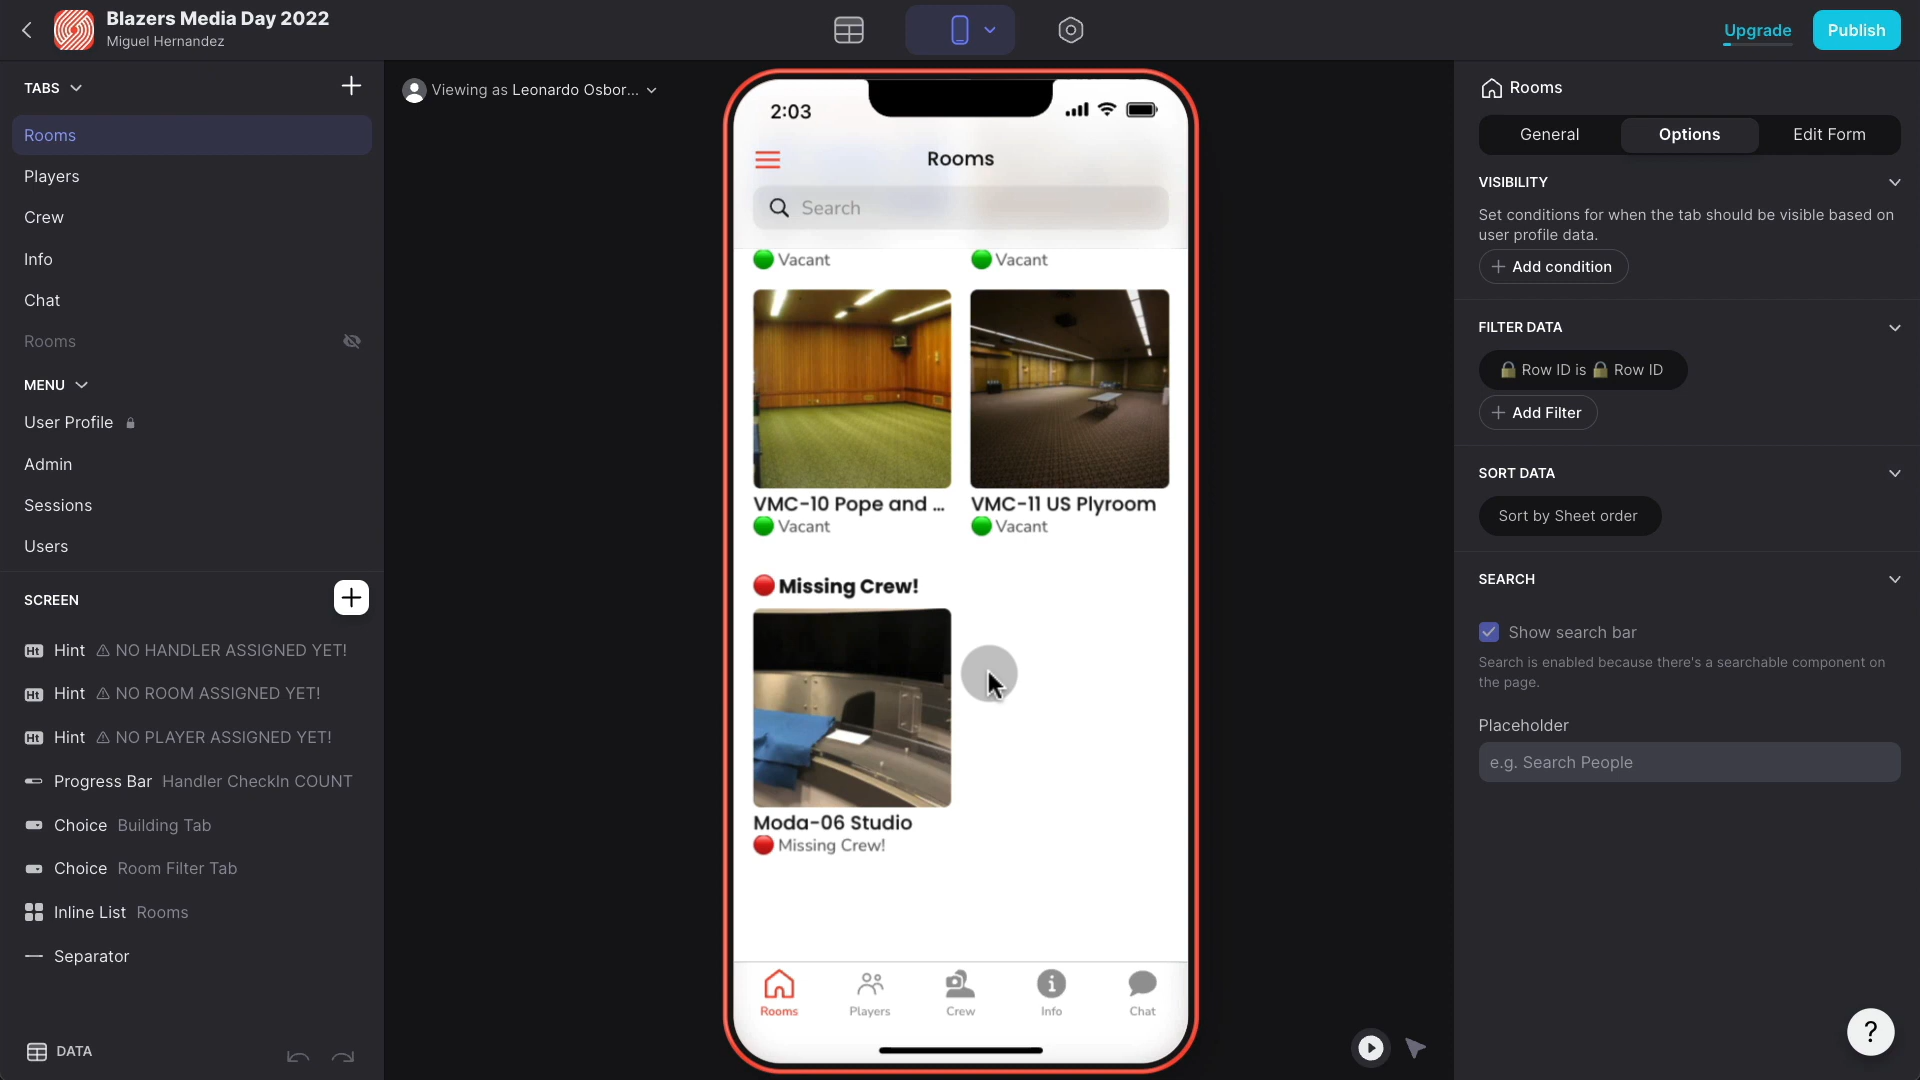 Blazers Media Day 2022
Miguel Hernandez
Upgrade
Publish
TABS
Rooms
Players
Crew
Info
Chat
Rooms
MENU
User Profile
Admin
Sessions
Users
SCREEN
Ht Hint ⚠ NO HANDLER ASSIGNED YET!
Ht Hint ⚠ NO ROOM ASSIGNED YET!
Ht Hint ⚠ NO PLAYER ASSIGNED YET!
Progress Bar Handler CheckIn COUNT
Choice Building Tab
Choice Room Filter Tab
Inline List Rooms
Separator
DATA
Viewing as Leonardo Osbor...
2:03
Rooms
Search
Vacant Vacant
VMC-10 Pope and ... VMC-11 US Plyroom
Vacant Vacant
Missing Crew!
Moda-06 Studio
Missing Crew!
Rooms Players Crew Info Chat
Rooms
General Options Edit Form
VISIBILITY
Set conditions for when the tab should be visible based on
user profile data.
+ Add condition
FILTER DATA
🔒 Row ID is 🔒 Row ID
+ Add Filter
SORT DATA
Sort by Sheet order
SEARCH
Show search bar
Search is enabled because there's a searchable component on
the page.
Placeholder
e.g. Search People
?